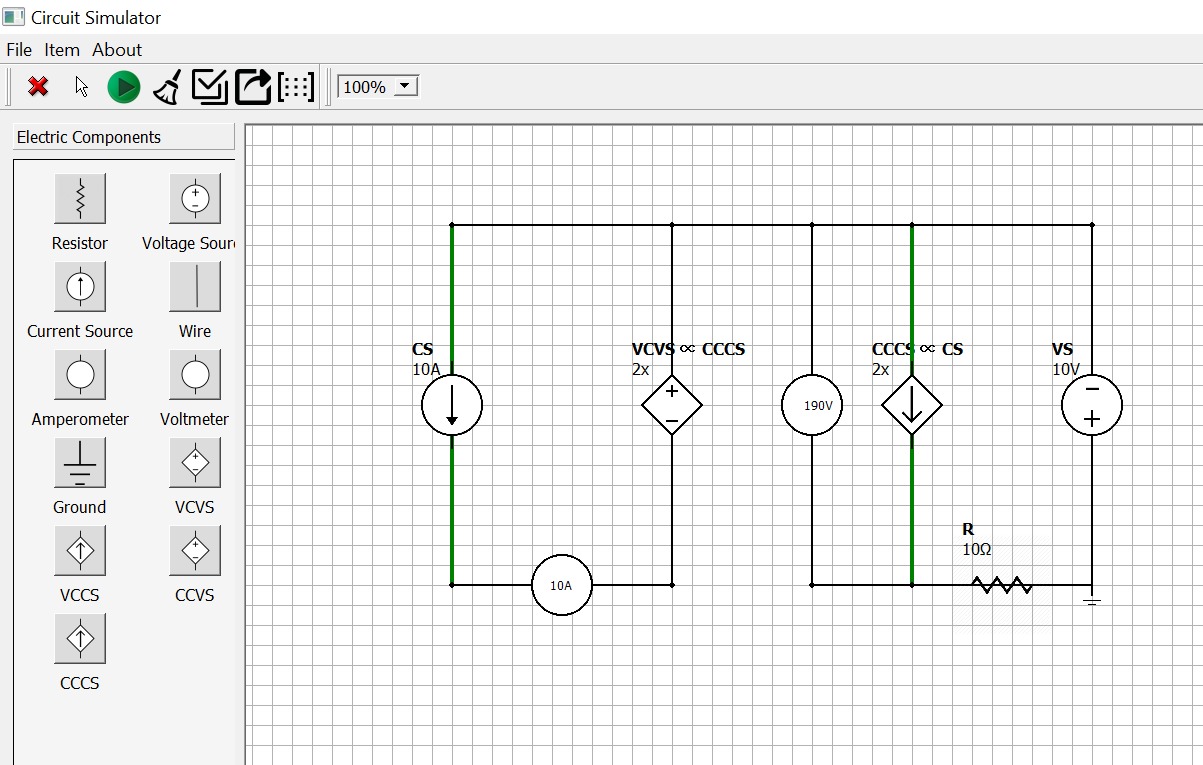 Circuit Simulator
File Item About
100%
Electric Components
Resistor
Voltage Sour
Current Source
Wire
Amperometer
Voltmeter
Ground
VCVS
VCCS
CCVS
CCCS
CS
10A
VCVS ∝ CCCS
2x
190V
CCCS ∝ CS
2x
VS
10V
R
10Ω
10A